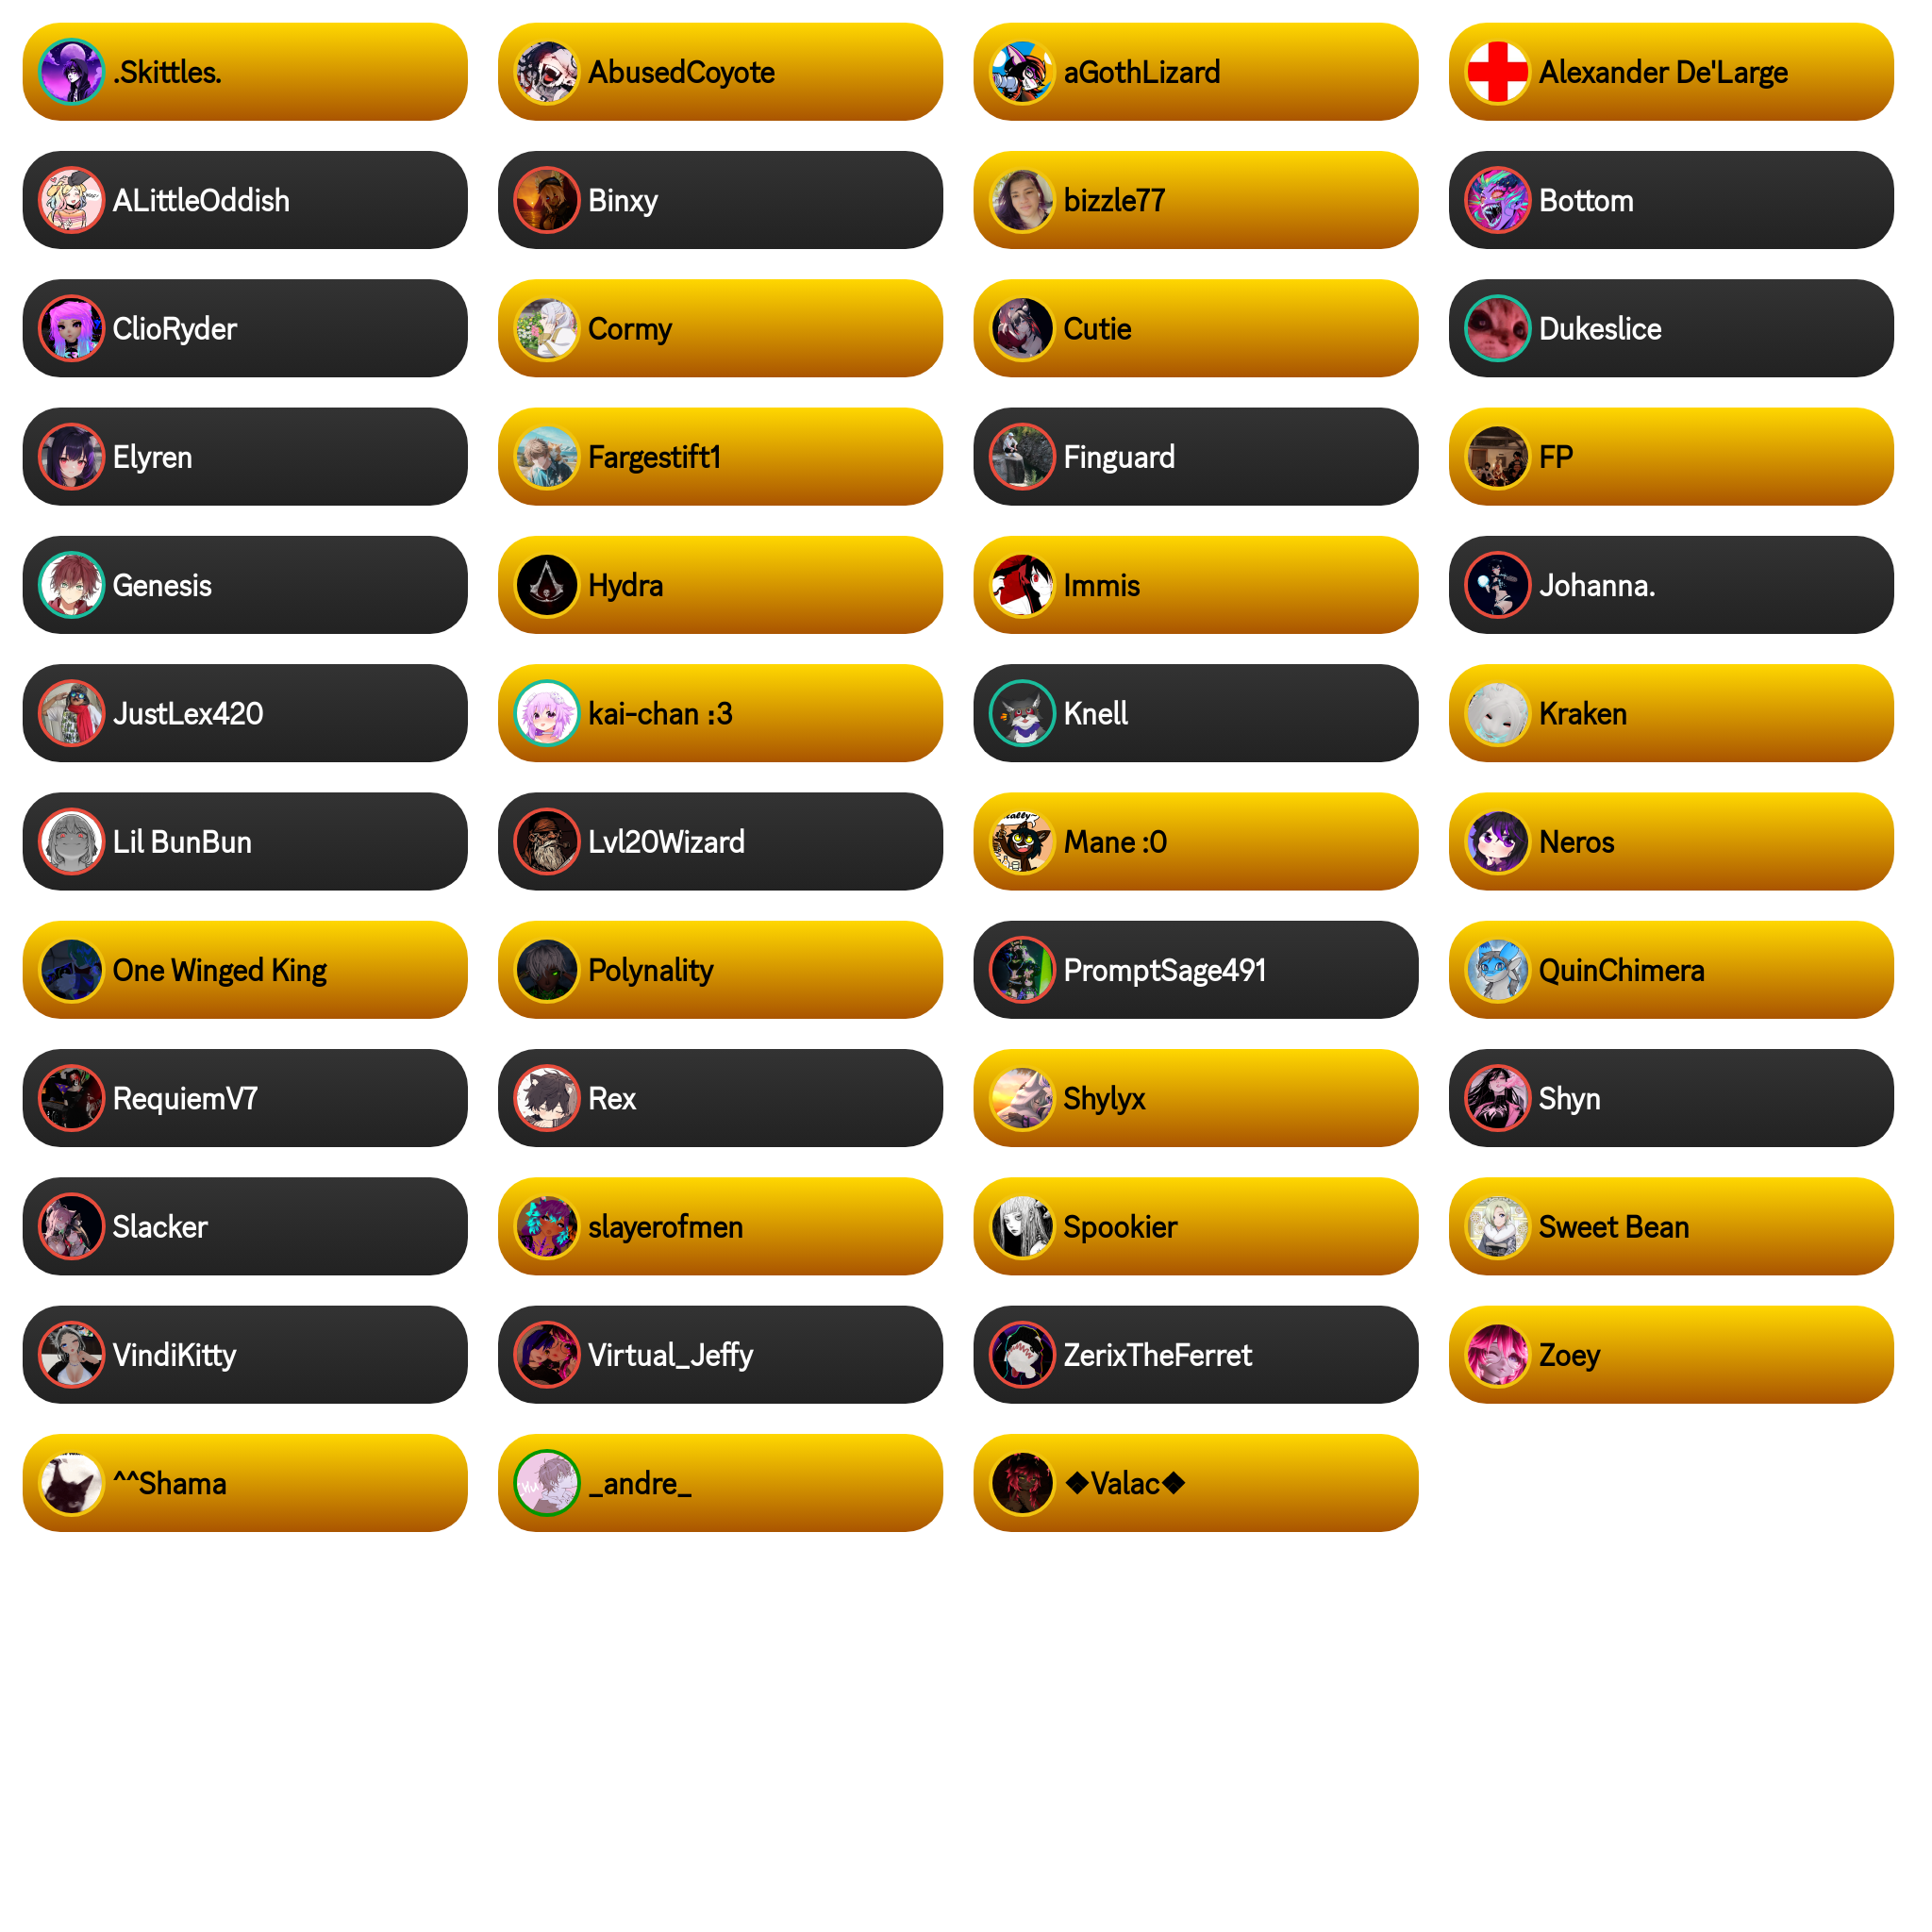 .Skittles.
AbusedCoyote
aGothLizard
Alexander De'Large
ALittleOddish
Binxy
bizzle77
Bottom
ClioRyder
Cormy
Cutie
Dukeslice
Elyren
Fargestift1
Finguard
FP
Genesis
Hydra
Immis
Johanna.
JustLex420
kai-chan :3
Knell
Kraken
Lil BunBun
Lvl20Wizard
Mane :0
Neros
One Winged King
Polynality
PromptSage491
QuinChimera
RequiemV7
Rex
Shylyx
Shyn
Slacker
slayerofmen
Spookier
Sweet Bean
VindiKitty
Virtual_Jeffy
ZerixTheFerret
Zoey
^^Shama
_andre_
❖Valac❖